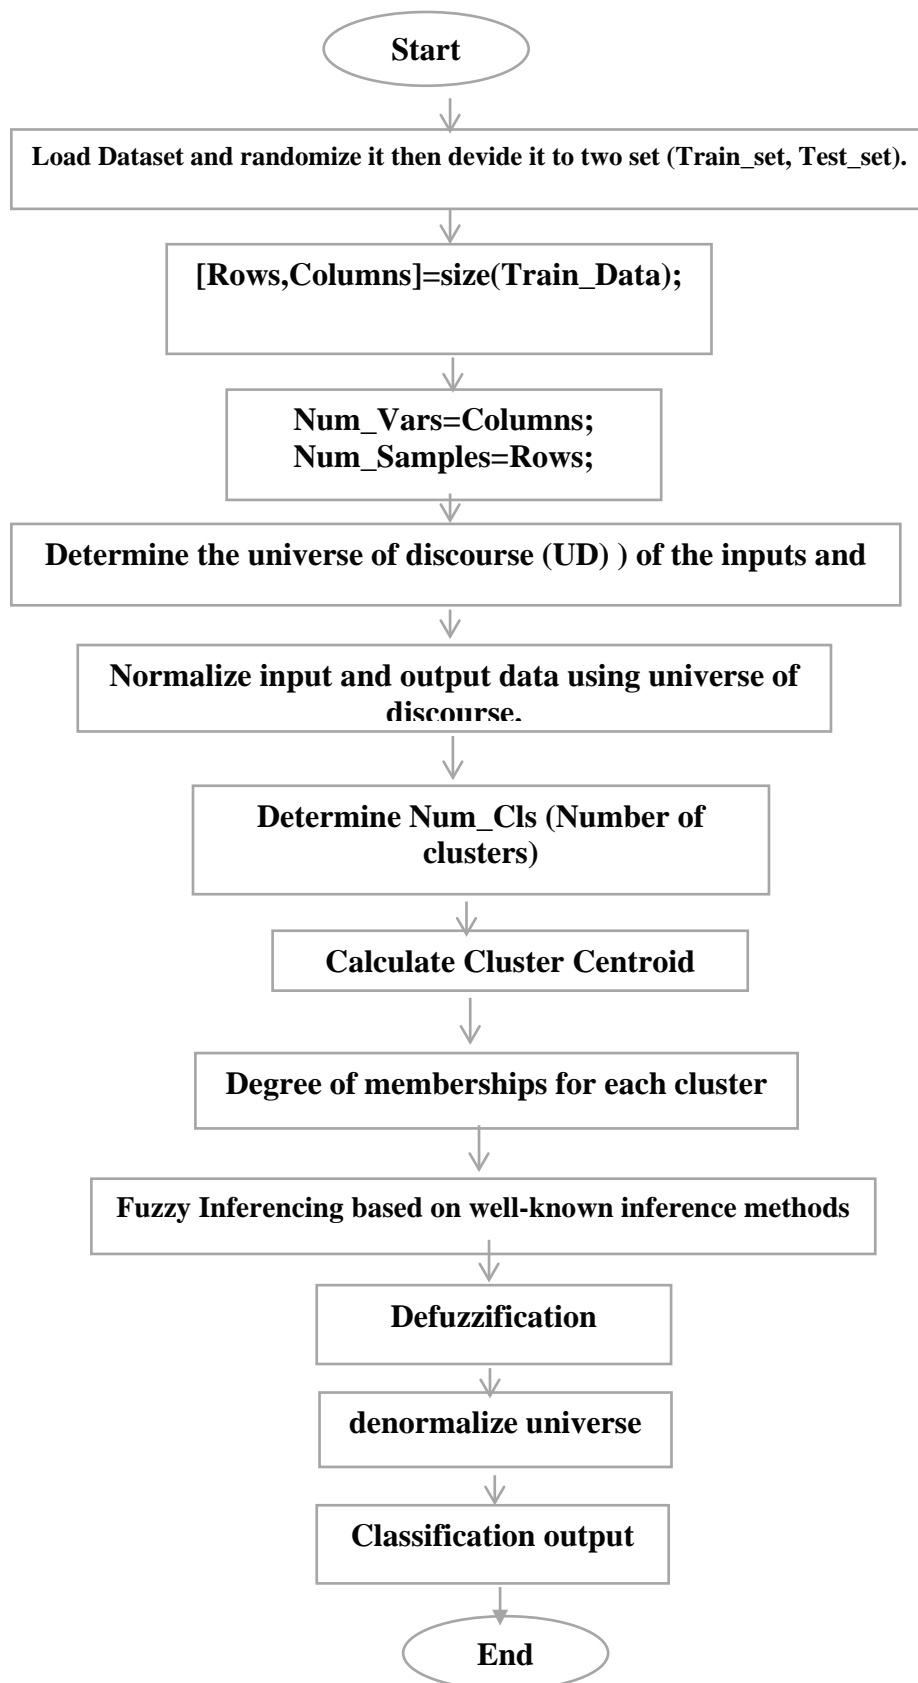 Start
Load Dataset and randomize it then devide it to two set (Train_set, Test_set).
[Rows,Columns]=size(Train_Data);
Num_Vars=Columns;
Num_Samples=Rows;
Determine the universe of discourse (UD) ) of the inputs and
Normalize input and output data using universe of
discourse.
Determine Num_Cls (Number of
clusters)
Calculate Cluster Centroid
Degree of memberships for each cluster
Fuzzy Inferencing based on well-known inference methods
Defuzzification
denormalize universe
Classification output
End